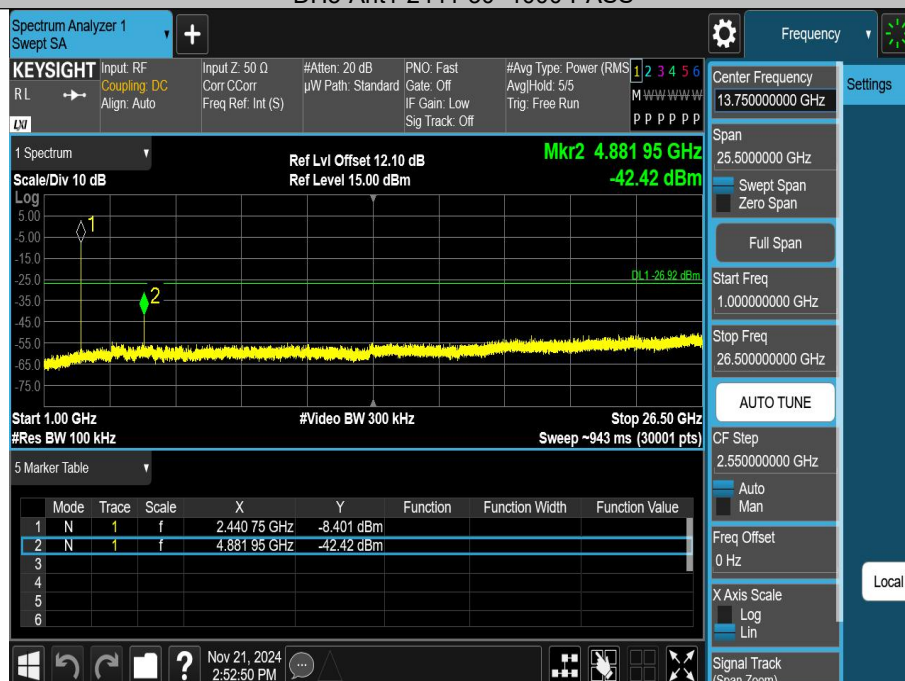 Spectrum Analyzer 1
Swept SA
+
Frequency
KEYSIGHT
RL
LXI
Input: RF
Coupling: DC
Align: Auto
Input Z: 50 Ω
Corr CCorr
Freq Ref: Int (S)
#Atten: 20 dB
µW Path: Standard
PNO: Fast
Gate: Off
IF Gain: Low
Sig Track: Off
#Avg Type: Power (RMS
Avg|Hold: 5/5
Trig: Free Run
1 2 3 4 5 6
M W W W W W
P P P P P P
1 Spectrum
Scale/Div 10 dB
Ref Lvl Offset 12.10 dB
Ref Level 15.00 dBm
Mkr2 4.881 95 GHz
-42.42 dBm
Log
5.00
-5.00
-15.0
-25.0
-35.0
-45.0
-55.0
-65.0
-75.0
1
2
DL1 -26.92 dBm
Start 1.00 GHz
#Res BW 100 kHz
#Video BW 300 kHz
Stop 26.50 GHz
Sweep ~943 ms (30001 pts)
5 Marker Table
Mode Trace Scale X Y Function Function Width Function Value
1 N 1 f 2.440 75 GHz -8.401 dBm
2 N 1 f 4.881 95 GHz -42.42 dBm
3
4
5
6
?
Nov 21, 2024
2:52:50 PM
Center Frequency
13.750000000 GHz
Span
25.5000000 GHz
Swept Span
Zero Span
Full Span
Start Freq
1.000000000 GHz
Stop Freq
26.500000000 GHz
AUTO TUNE
CF Step
2.550000000 GHz
Auto
Man
Freq Offset
0 Hz
X Axis Scale
Log
Lin
Signal Track
(Span Zoom)
Settings
Local